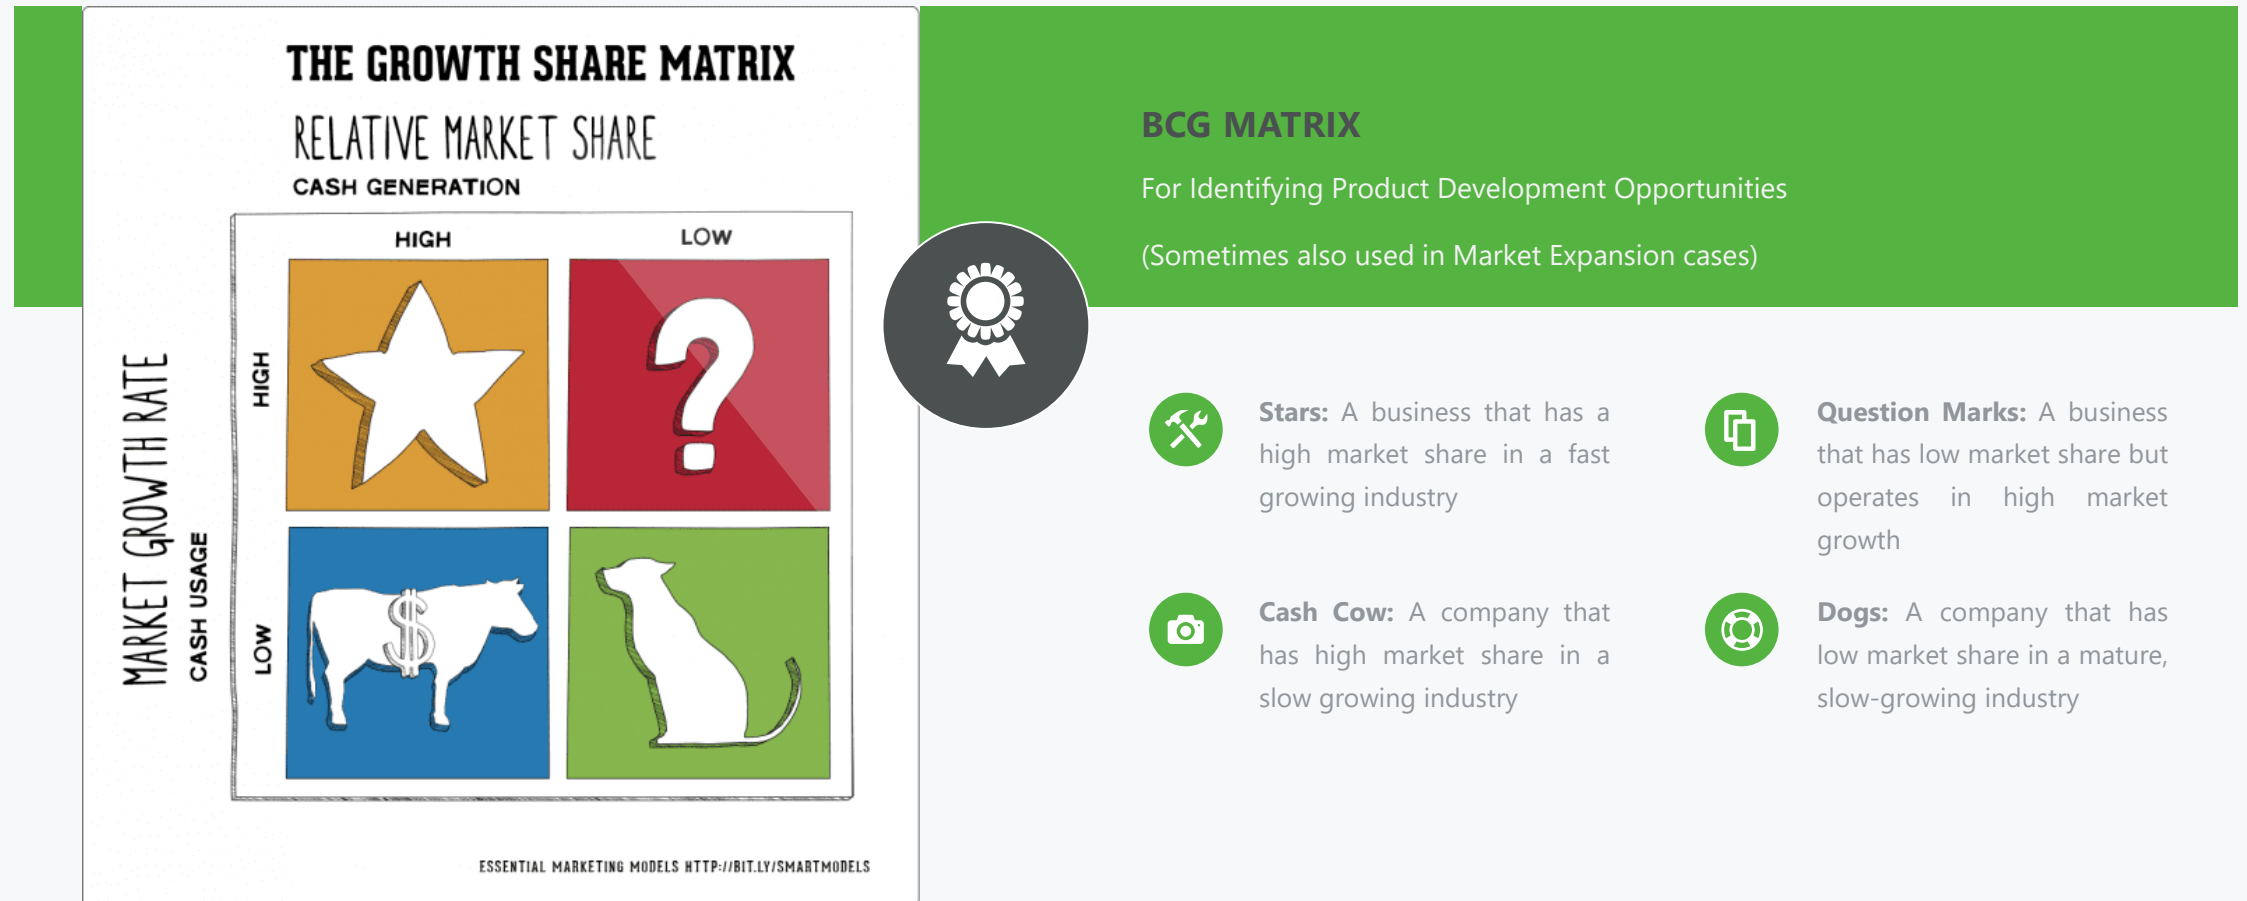 THE GROWTH SHARE MATRIX
RELATIVE MARKET SHARE
CASH GENERATION
HIGH
LOW
MARKET GROWTH RATE
CASH USAGE
HIGH
LOW
$
ESSENTIAL MARKETING MODELS HTTP://BIT.LY/SMARTMODELS
BCG MATRIX
For Identifying Product Development Opportunities
(Sometimes also used in Market Expansion cases)
Stars: A business that has a
high market share in a fast
growing industry
Question Marks: A business
that has low market share but
operates in high market
growth
Cash Cow: A company that
has high market share in a
slow growing industry
Dogs: A company that has
low market share in a mature,
slow-growing industry